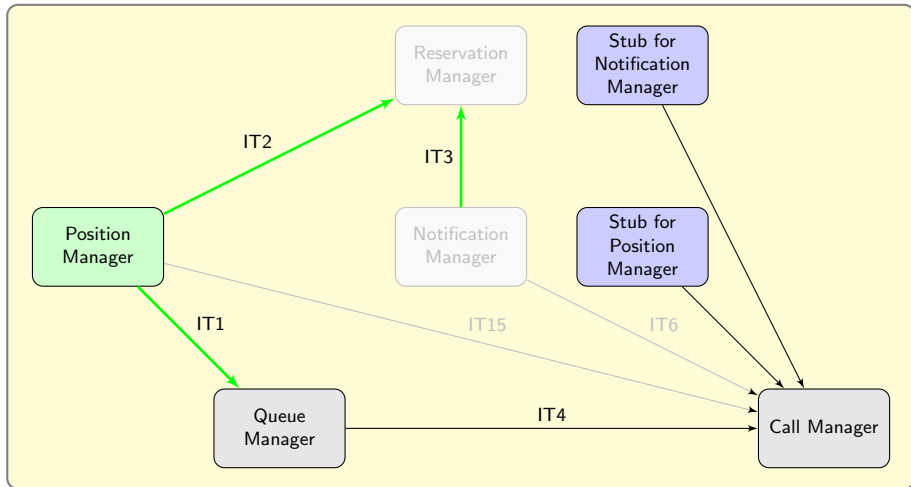 Reservation
Manager
Stub for
Notification
Manager
IT2
IT3
Position
Manager
Notification
Manager
Stub for
Position
Manager
IT1
IT15
IT6
Queue
Manager
IT4
Call Manager